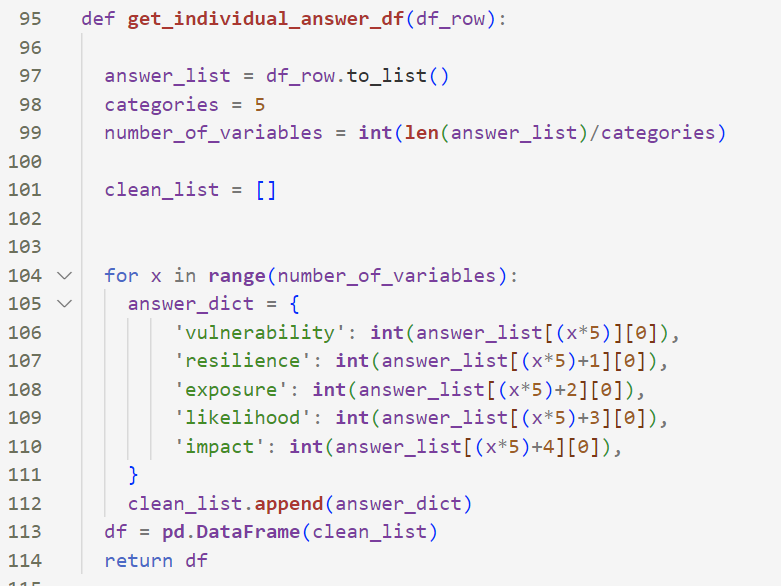 95 def get_individual_answer_df(df_row):
96
97     answer_list = df_row.to_list()
98     categories = 5
99     number_of_variables = int(len(answer_list)/categories)
100
101     clean_list = []
102
103
104     for x in range(number_of_variables):
105         answer_dict = {
106             'vulnerability': int(answer_list[(x*5)][0]),
107             'resilience': int(answer_list[(x*5)+1][0]),
108             'exposure': int(answer_list[(x*5)+2][0]),
109             'likelihood': int(answer_list[(x*5)+3][0]),
110             'impact': int(answer_list[(x*5)+4][0]),
111         }
112         clean_list.append(answer_dict)
113     df = pd.DataFrame(clean_list)
114     return df